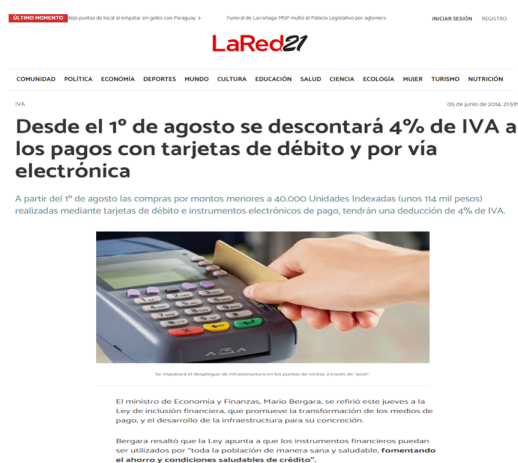 ÚLTIMO MOMENTO dejó puntos de local al empatar sin goles con Paraguay > Funeral de Larrañaga: MSP multó al Palacio Legislativo por aglomera INICIAR SESIÓN REGISTRO
LaRed21
COMUNIDAD POLÍTICA ECONOMÍA DEPORTES MUNDO CULTURA EDUCACIÓN SALUD CIENCIA ECOLOGÍA MUJER TURISMO NUTRICIÓN
IVA 05 de junio de 2014, 21:51h
Desde el 1º de agosto se descontará 4% de IVA a
los pagos con tarjetas de débito y por vía
electrónica
A partir del 1º de agosto las compras por montos menores a 40.000 Unidades Indexadas (unos 114 mil pesos)
realizadas mediante tarjetas de débito e instrumentos electrónicos de pago, tendrán una deducción de 4% de IVA.
Se impulsará el despliegue de infraestructura en los puntos de ventas a través de "post".
El ministro de Economía y Finanzas, Mario Bergara, se refirió este jueves a la
Ley de inclusión financiera, que promueve la transformación de los medios de
pago, y el desarrollo de la infraestructura para su concreción.
Bergara resaltó que la Ley apunta a que los instrumentos financieros puedan
ser utilizados por "toda la población de manera sana y saludable, fomentando
el ahorro y condiciones saludables de crédito".